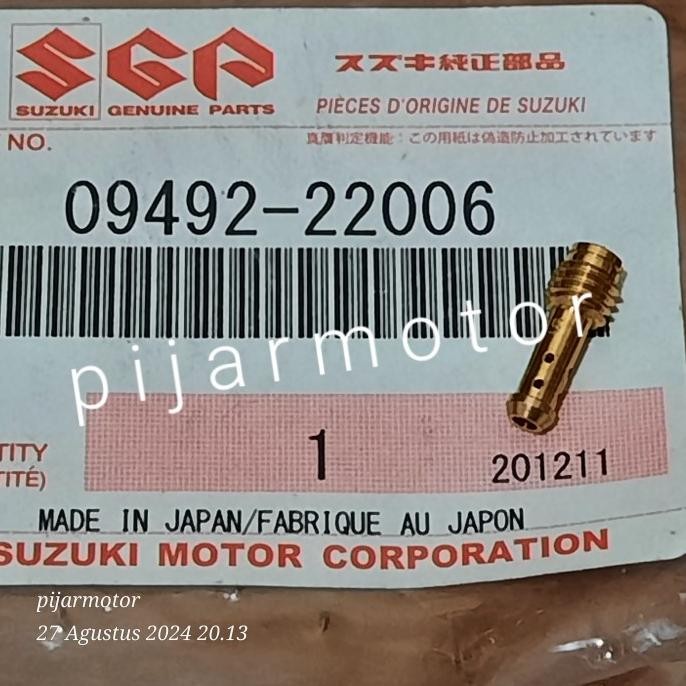 SGP
スズキ純正部品
SUZUKI GENUINE PARTS
PIÈCES D'ORIGINE DE SUZUKI
NO.
真贋判定機能：この用紙は偽造防止加工されています
09492-22006
pijarmotor
TITY
TITÉ)
1
201211
MADE IN JAPAN/FABRIQUE AU JAPON
SUZUKI MOTOR CORPORATION
pijarmotor
27 Agustus 2024 20.13